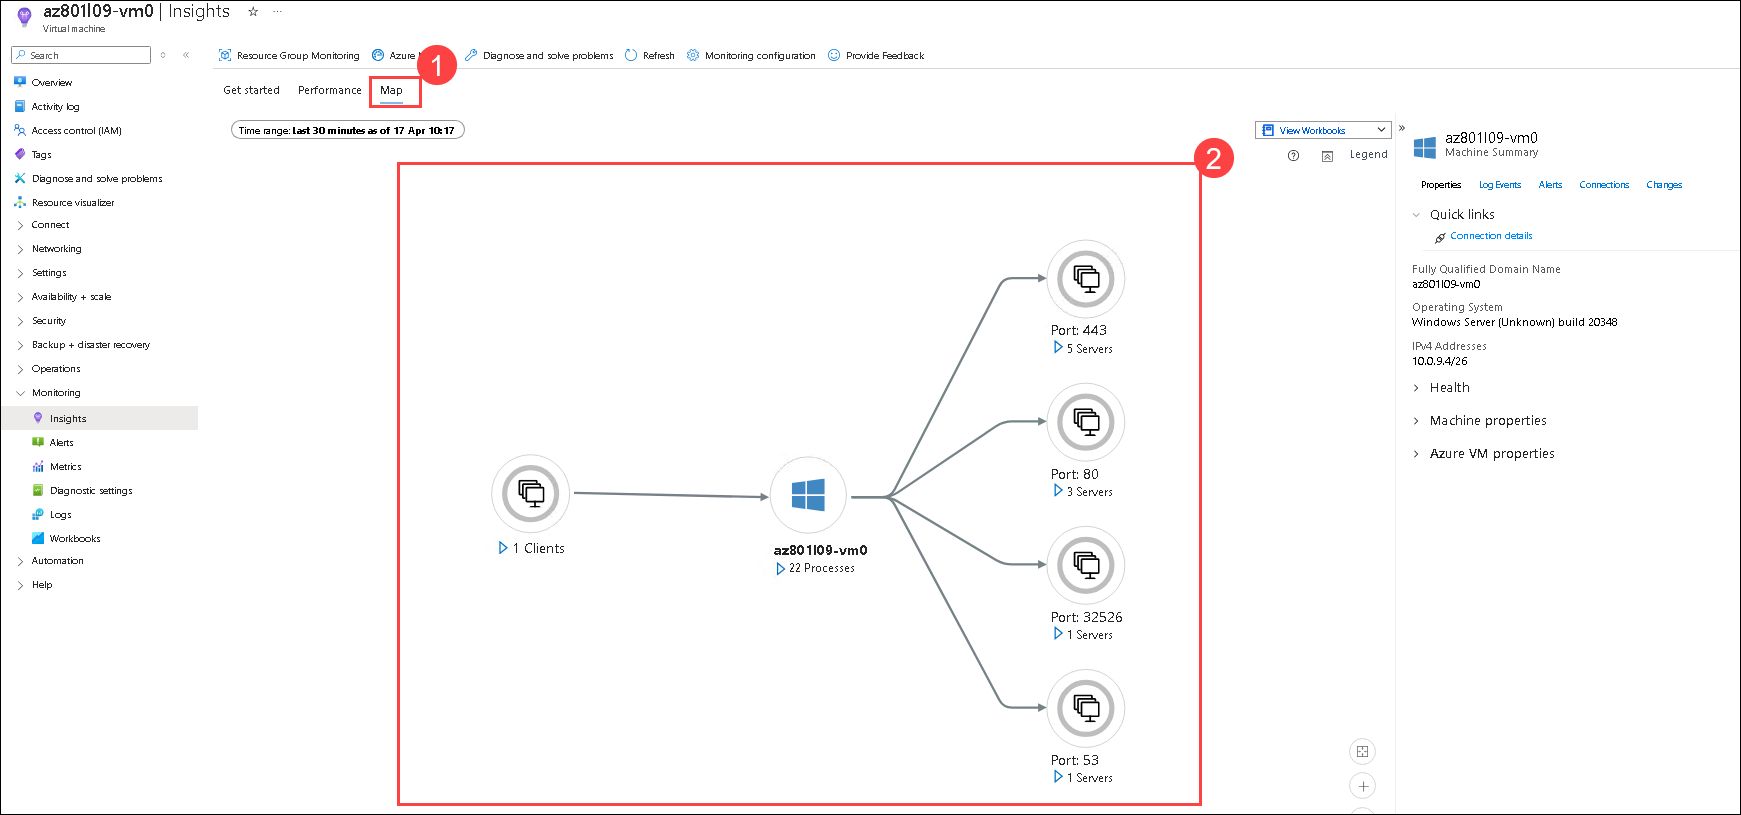 az801l09-vm0 | Insights ☆ ...
Virtual machine
Search
Overview
Activity log
Access control (IAM)
Tags
Diagnose and solve problems
Resource visualizer
Connect
Networking
Settings
Availability + scale
Security
Backup + disaster recovery
Operations
Monitoring
Insights
Alerts
Metrics
Diagnostic settings
Logs
Workbooks
Automation
Help
Resource Group Monitoring
Azure
Diagnose and solve problems
Refresh
Monitoring configuration
Provide Feedback
1
Get started
Performance
Map
Time range: Last 30 minutes as of 17 Apr 10:17
View Workbooks
Legend
2
1 Clients
az801l09-vm0
22 Processes
Port: 443
5 Servers
Port: 80
3 Servers
Port: 32526
1 Servers
Port: 53
1 Servers
az801l09-vm0
Machine Summary
Properties
Log Events
Alerts
Connections
Changes
Quick links
Connection details
Fully Qualified Domain Name
az801l09-vm0
Operating System
Windows Server (Unknown) build 20348
IPv4 Addresses
10.0.9.4/26
Health
Machine properties
Azure VM properties